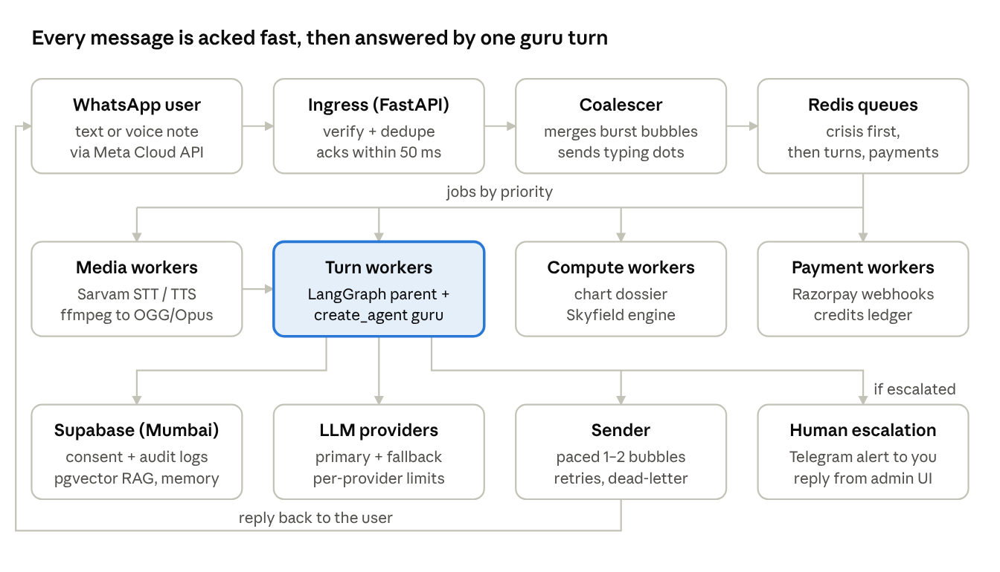 Every message is acked fast, then answered by one guru turn
WhatsApp user
text or voice note
via Meta Cloud API
Ingress (FastAPI)
verify + dedupe
acks within 50 ms
Coalescer
merges burst bubbles
sends typing dots
Redis queues
crisis first,
then turns, payments
jobs by priority
Media workers
Sarvam STT / TTS
ffmpeg to OGG/Opus
Turn workers
LangGraph parent +
create_agent guru
Compute workers
chart dossier
Skyfield engine
Payment workers
Razorpay webhooks
credits ledger
if escalated
Supabase (Mumbai)
consent + audit logs
pgvector RAG, memory
LLM providers
primary + fallback
per-provider limits
Sender
paced 1–2 bubbles
retries, dead-letter
Human escalation
Telegram alert to you
reply from admin UI
reply back to the user